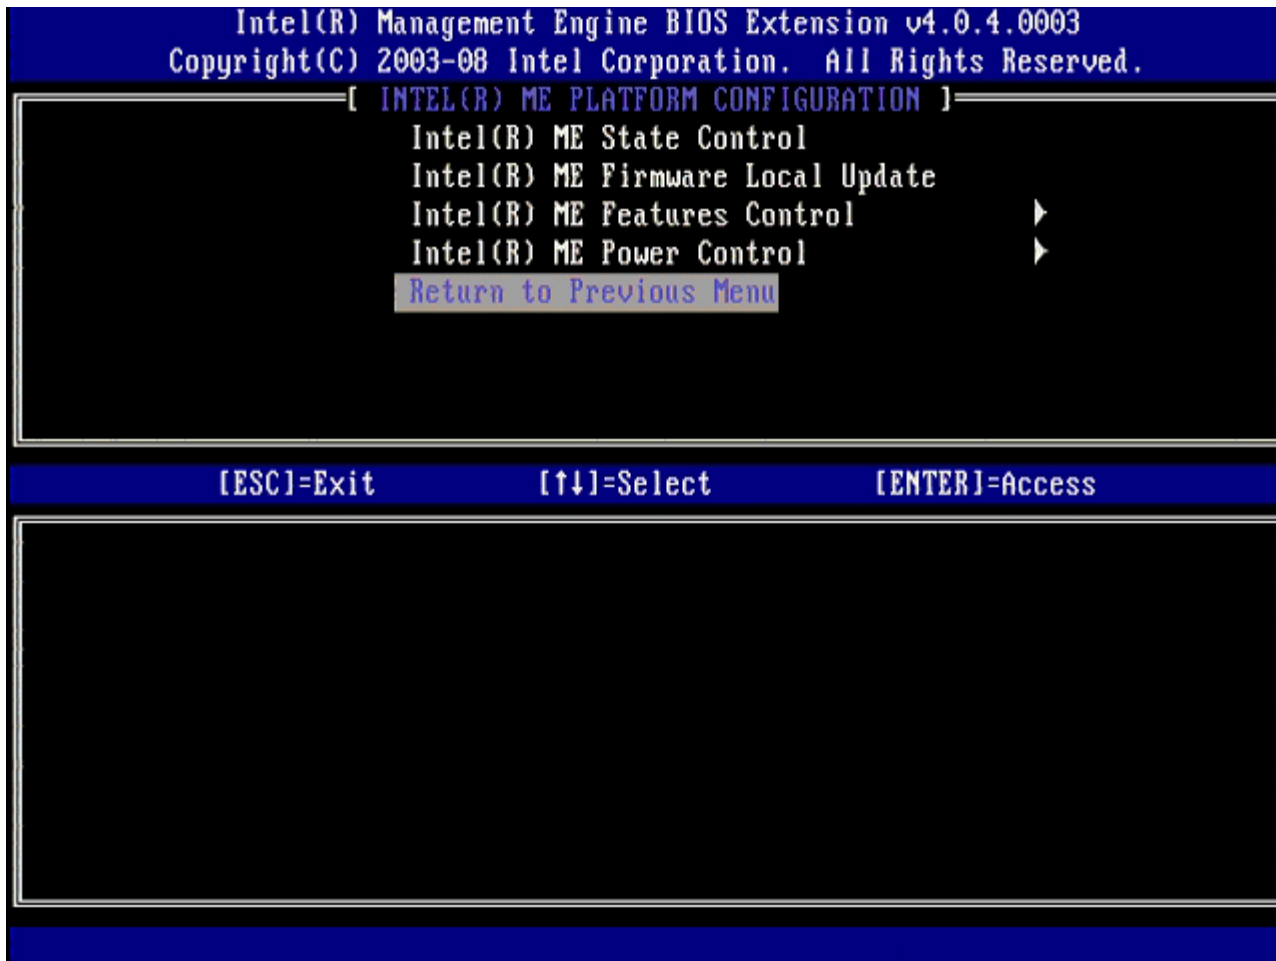 Intel(R) Management Engine BIOS Extension v4.0.4.0003
Copyright(C) 2003-08 Intel Corporation. All Rights Reserved.
[ INTEL(R) ME PLATFORM CONFIGURATION ]
Intel(R) ME State Control
Intel(R) ME Firmware Local Update
Intel(R) ME Features Control
Intel(R) ME Power Control
Return to Previous Menu
[ESC]=Exit [↑↓]=Select [ENTER]=Access